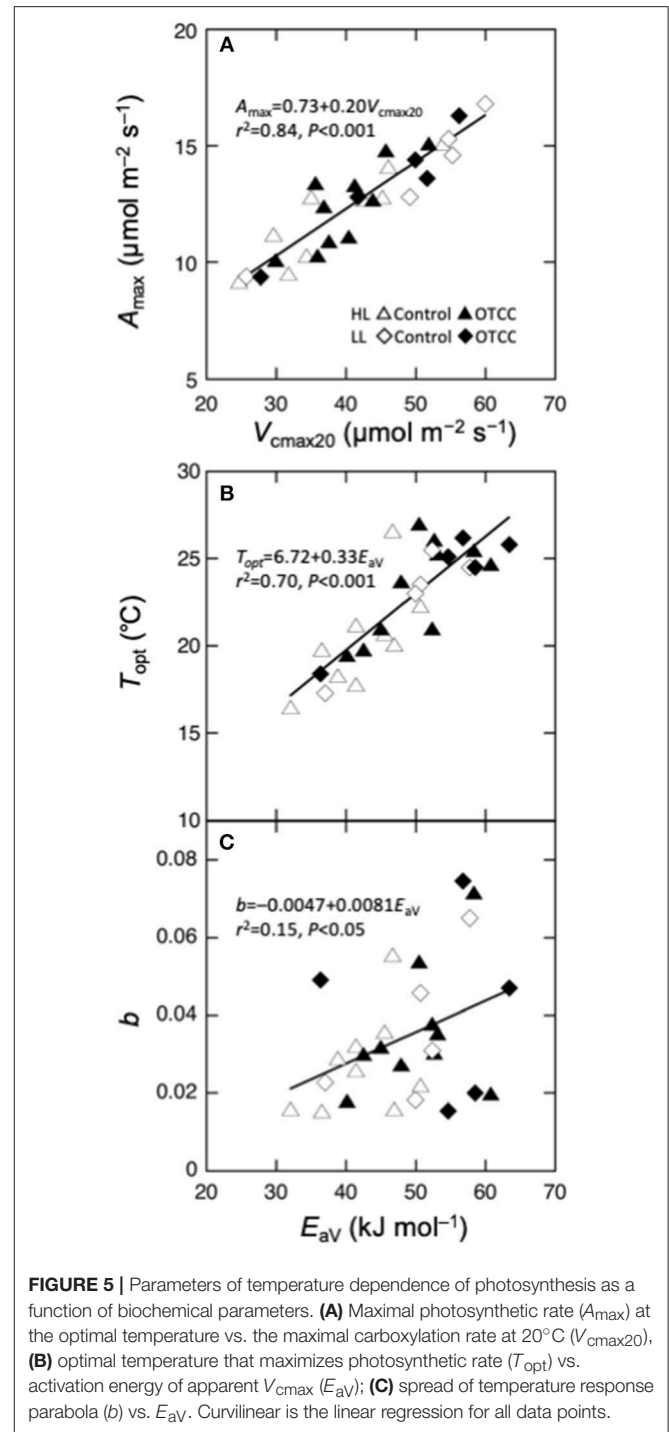 A
20
15
10
5
A_max (μmol m⁻² s⁻¹)
A_max=0.73+0.20V_cmax20
r²=0.84, P<0.001
HL △ Control ▲ OTCC
LL ◇ Control ◆ OTCC
20 30 40 50 60 70
V_cmax20 (μmol m⁻² s⁻¹)
B
30
25
20
15
10
T_opt (°C)
T_opt=6.72+0.33E_aV
r²=0.70, P<0.001
C
0.08
0.06
0.04
0.02
0
b
b=−0.0047+0.0081E_aV
r²=0.15, P<0.05
20 30 40 50 60 70
E_aV (kJ mol⁻¹)
FIGURE 5 | Parameters of temperature dependence of photosynthesis as a
function of biochemical parameters. (A) Maximal photosynthetic rate (A_max) at
the optimal temperature vs. the maximal carboxylation rate at 20°C (V_cmax20),
(B) optimal temperature that maximizes photosynthetic rate (T_opt) vs.
activation energy of apparent V_cmax (E_aV); (C) spread of temperature response
parabola (b) vs. E_aV. Curvilinear is the linear regression for all data points.